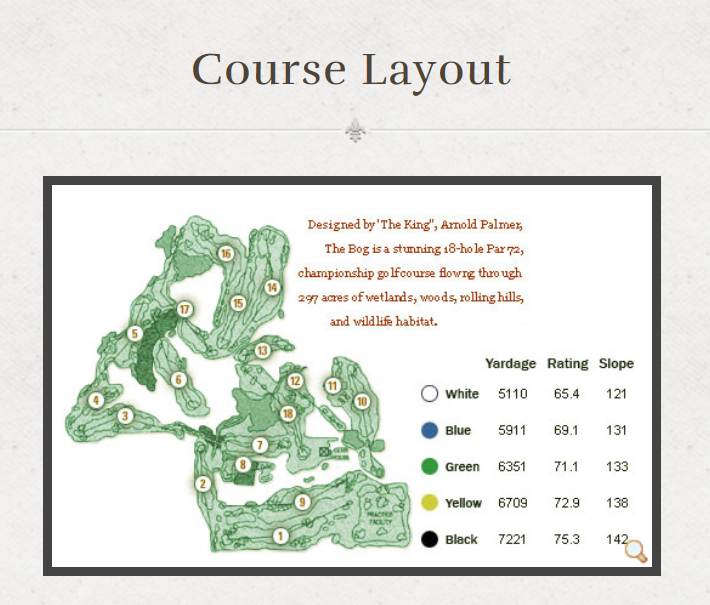 Course Layout
Designed by 'The King", Arnold Palmer,
The Bog is a stunning 18-hole Par 72,
championship golf course flowng through
297 acres of wetlands, woods, rolling hills,
and wildlife habitat.
16
14
15
17
5
13
6
12
11
4
10
3
18
7
8
CLUB
HOUSE
2
9
PRACTICE
FACILITY
1
Yardage Rating Slope
White 5110 65.4 121
Blue 5911 69.1 131
Green 6351 71.1 133
Yellow 6709 72.9 138
Black 7221 75.3 142